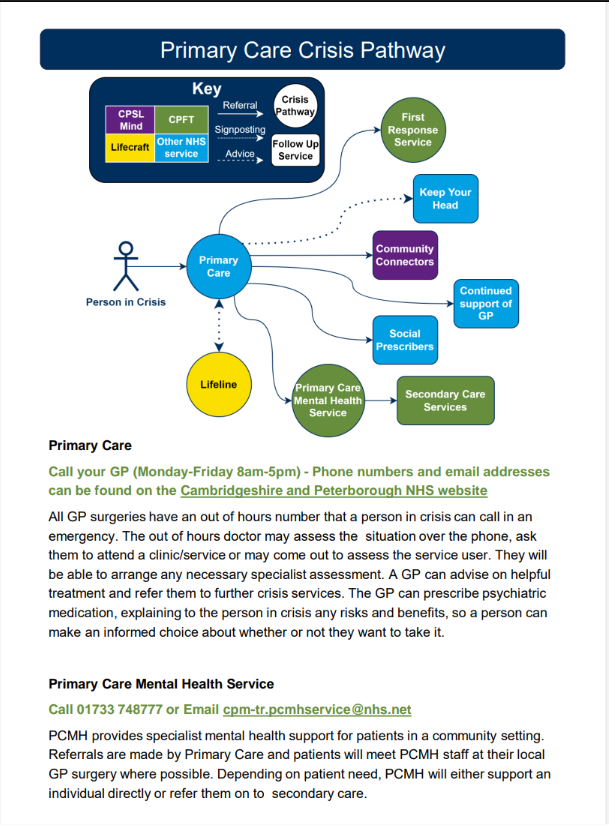 Primary Care Crisis Pathway
Key
CPSL
Mind
CPFT
Lifecraft
Other NHS
service
Referral
Signposting
Advice
Crisis
Pathway
Follow Up
Service
First
Response
Service
Keep Your
Head
Community
Connectors
Primary
Care
Person in Crisis
Continued
support of
GP
Social
Prescribers
Lifeline
Primary Care
Mental Health
Service
Secondary Care
Services
Primary Care
Call your GP (Monday-Friday 8am-5pm) - Phone numbers and email addresses
can be found on the Cambridgeshire and Peterborough NHS website
All GP surgeries have an out of hours number that a person in crisis can call in an
emergency. The out of hours doctor may assess the situation over the phone, ask
them to attend a clinic/service or may come out to assess the service user. They will
be able to arrange any necessary specialist assessment. A GP can advise on helpful
treatment and refer them to further crisis services. The GP can prescribe psychiatric
medication, explaining to the person in crisis any risks and benefits, so a person can
make an informed choice about whether or not they want to take it.
Primary Care Mental Health Service
Call 01733 748777 or Email cpm-tr.pcmhservice@nhs.net
PCMH provides specialist mental health support for patients in a community setting.
Referrals are made by Primary Care and patients will meet PCMH staff at their local
GP surgery where possible. Depending on patient need, PCMH will either support an
individual directly or refer them on to secondary care.